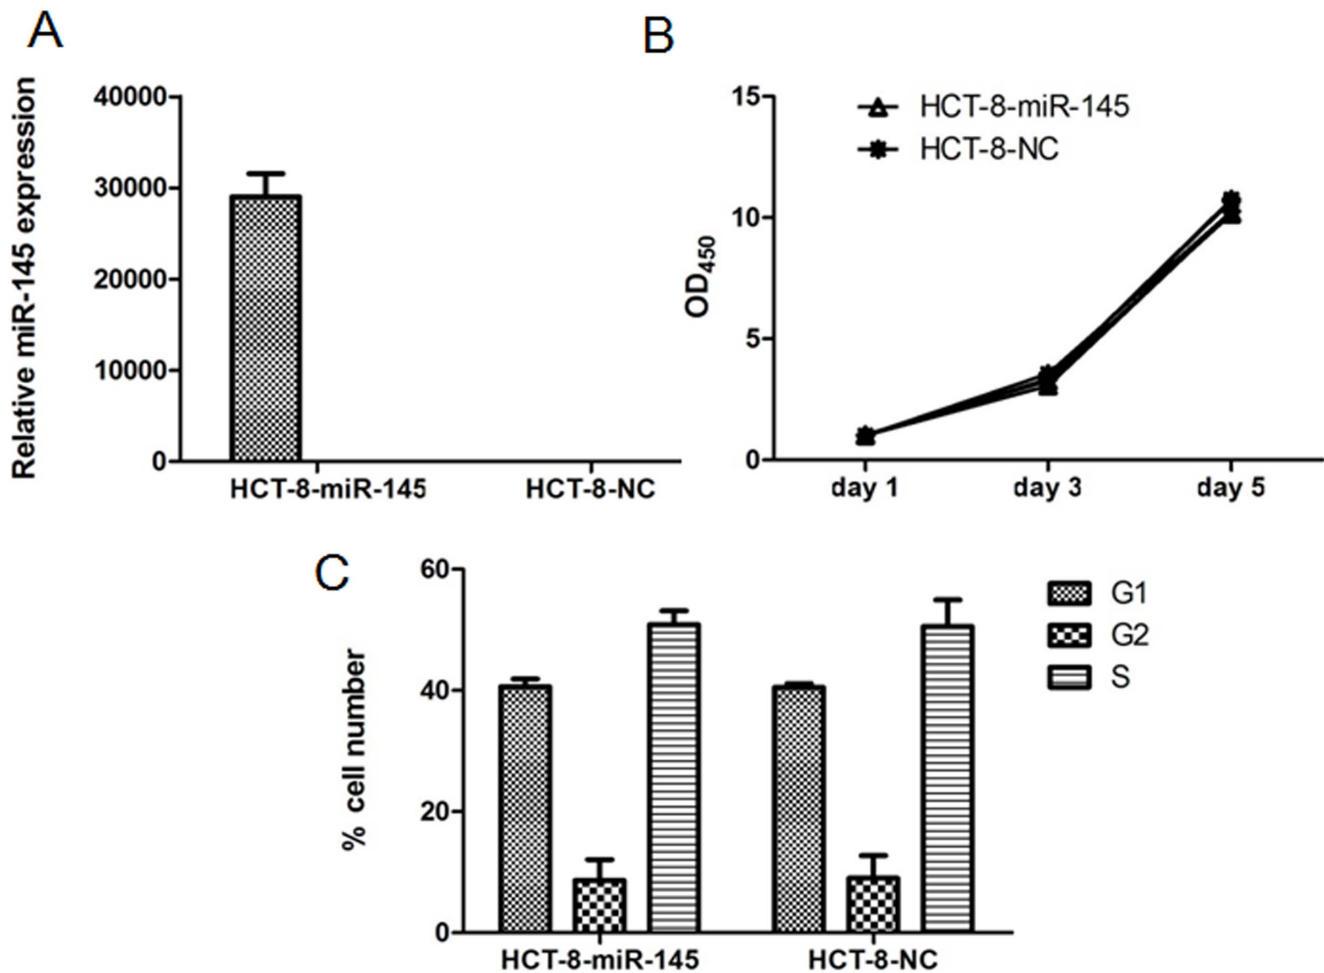 A
Relative miR-145 expression
40000
30000
20000
10000
0
HCT-8-miR-145 HCT-8-NC
B
HCT-8-miR-145
HCT-8-NC
OD450
15
10
5
0
day 1 day 3 day 5
C
% cell number
60
40
20
0
G1
G2
S
HCT-8-miR-145 HCT-8-NC